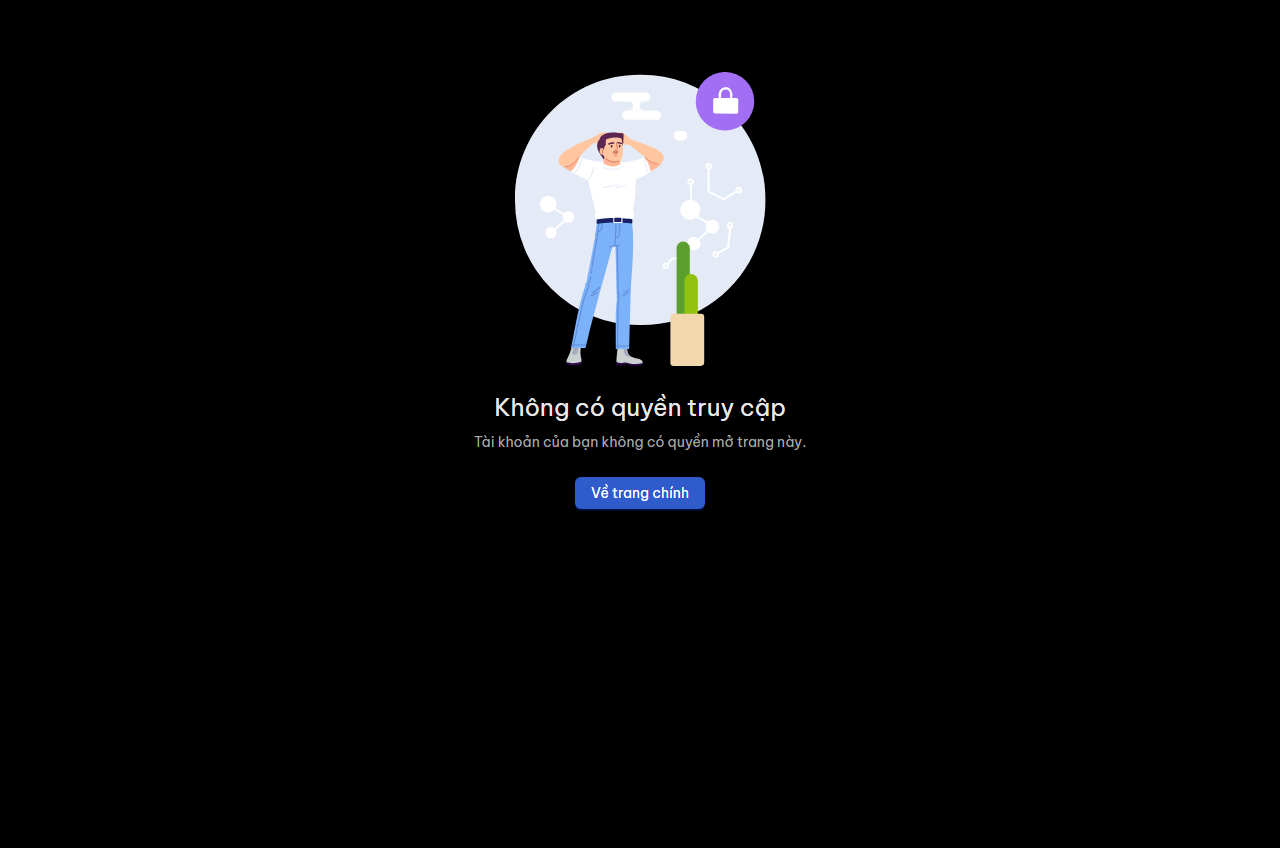 Không có quyền truy cập
Tài khoản của bạn không có quyền mở trang này.
Về trang chính